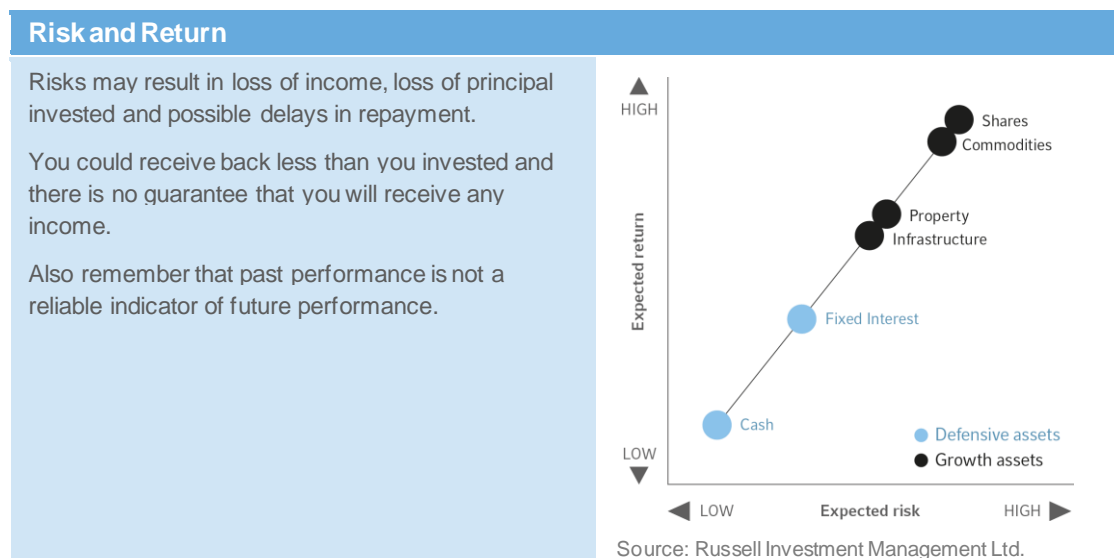 Risk and Return
Risks may result in loss of income, loss of principal
invested and possible delays in repayment.
You could receive back less than you invested and
there is no guarantee that you will receive any
income.
Also remember that past performance is not a
reliable indicator of future performance.
HIGH
Expected return
LOW
Shares
Commodities
Property
Infrastructure
Fixed Interest
Cash
Defensive assets
Growth assets
LOW Expected risk HIGH
Source: Russell Investment Management Ltd.